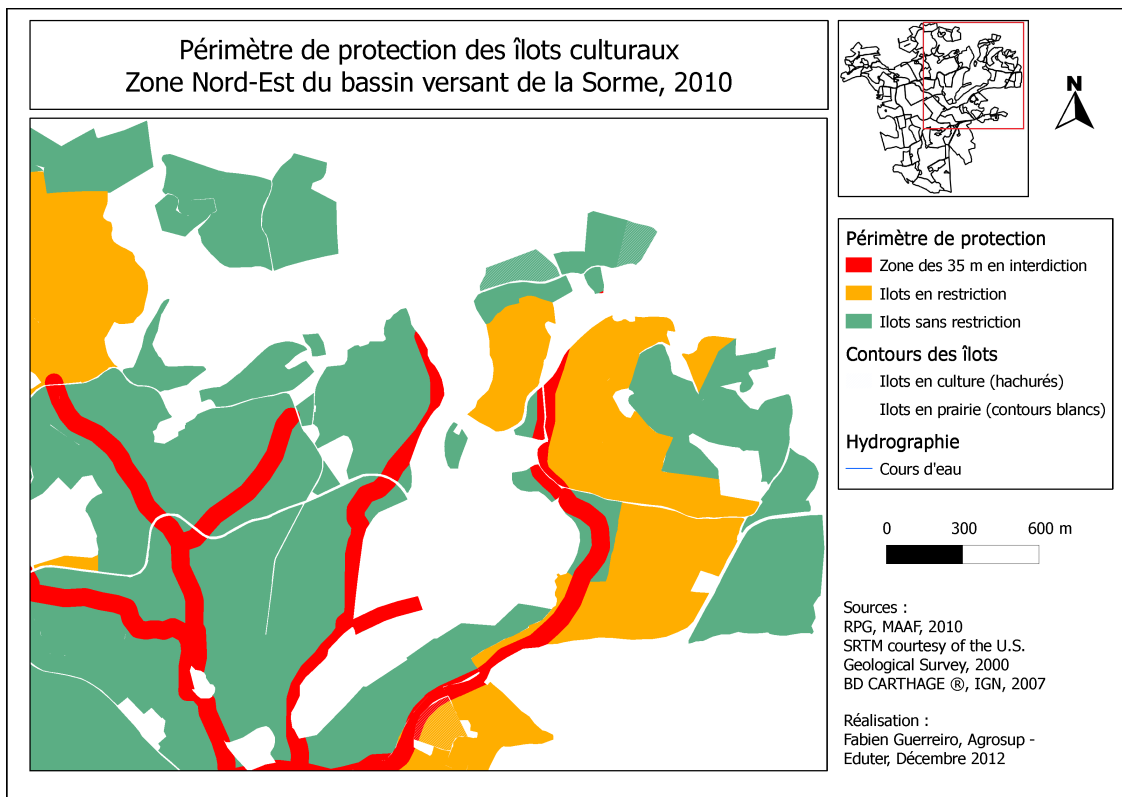 Périmètre de protection des îlots culturaux
Zone Nord-Est du bassin versant de la Sorme, 2010
N
Périmètre de protection
Zone des 35 m en interdiction
Ilots en restriction
Ilots sans restriction
Contours des îlots
Ilots en culture (hachurés)
Ilots en prairie (contours blancs)
Hydrographie
Cours d'eau
0 300 600 m
Sources :
RPG, MAAF, 2010
SRTM courtesy of the U.S.
Geological Survey, 2000
BD CARTHAGE ®, IGN, 2007
Réalisation :
Fabien Guerreiro, Agrosup -
Eduter, Décembre 2012